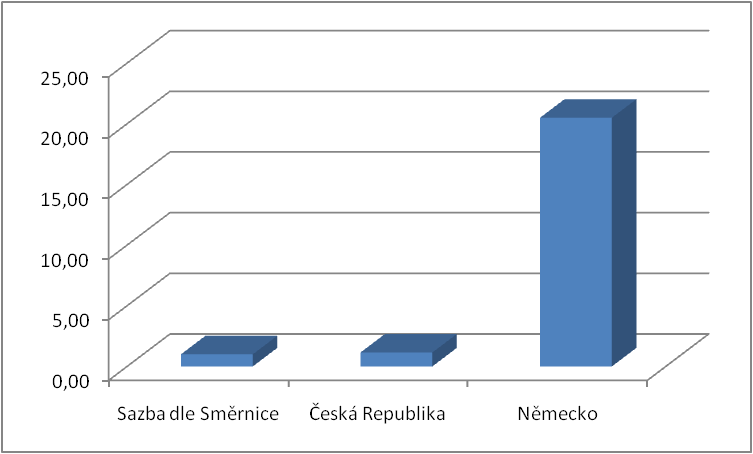 25,00
20,00
15,00
10,00
5,00
0,00
Sazba dle Směrnice
Česká Republika
Německo